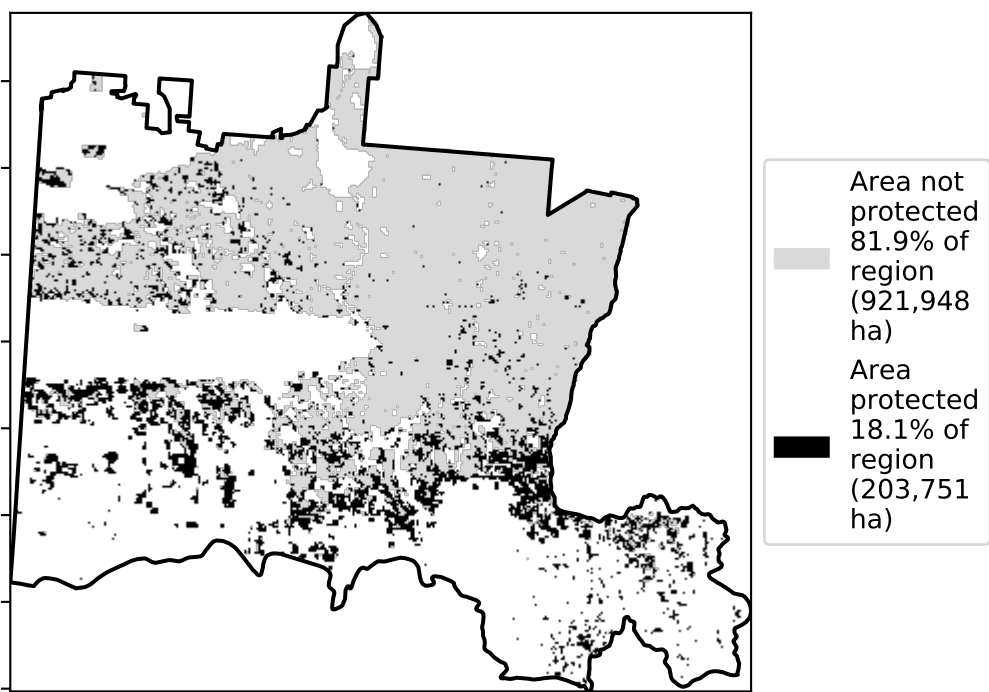 Area not
protected
81.9% of
region
(921,948
ha)
Area
protected
18.1% of
region
(203,751
ha)